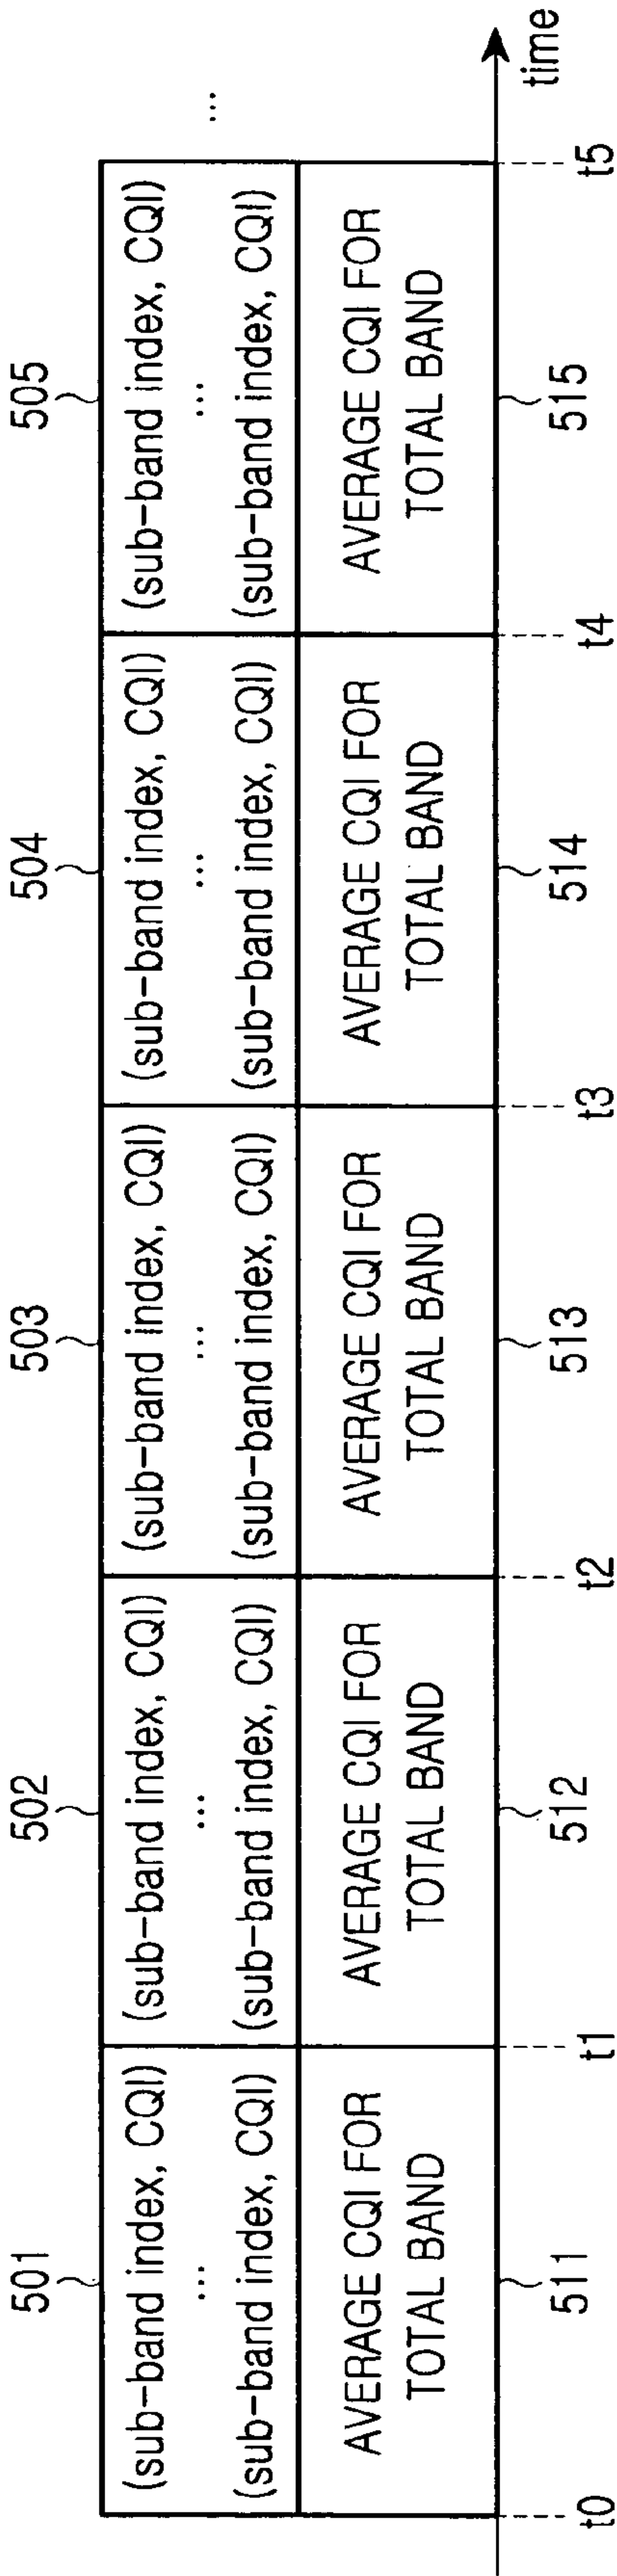 501
502
503
504
505
(sub-band index, CQI)
...
(sub-band index, CQI)
(sub-band index, CQI)
...
(sub-band index, CQI)
(sub-band index, CQI)
...
(sub-band index, CQI)
(sub-band index, CQI)
...
(sub-band index, CQI)
(sub-band index, CQI)
...
(sub-band index, CQI)
...
AVERAGE CQI FOR
TOTAL BAND
AVERAGE CQI FOR
TOTAL BAND
AVERAGE CQI FOR
TOTAL BAND
AVERAGE CQI FOR
TOTAL BAND
AVERAGE CQI FOR
TOTAL BAND
time
511
512
513
514
515
t0
t1
t2
t3
t4
t5